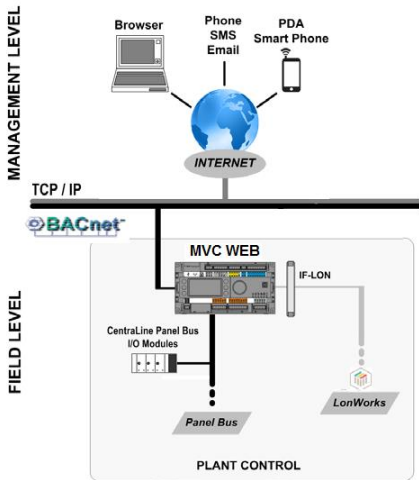 MANAGEMENT LEVEL
Browser
Phone
SMS
Email
PDA
Smart Phone
INTERNET
TCP / IP
BACnet
FIELD LEVEL
MVC WEB
IF-LON
CentraLine Panel Bus
I/O Modules
Panel Bus
LonWorks
PLANT CONTROL